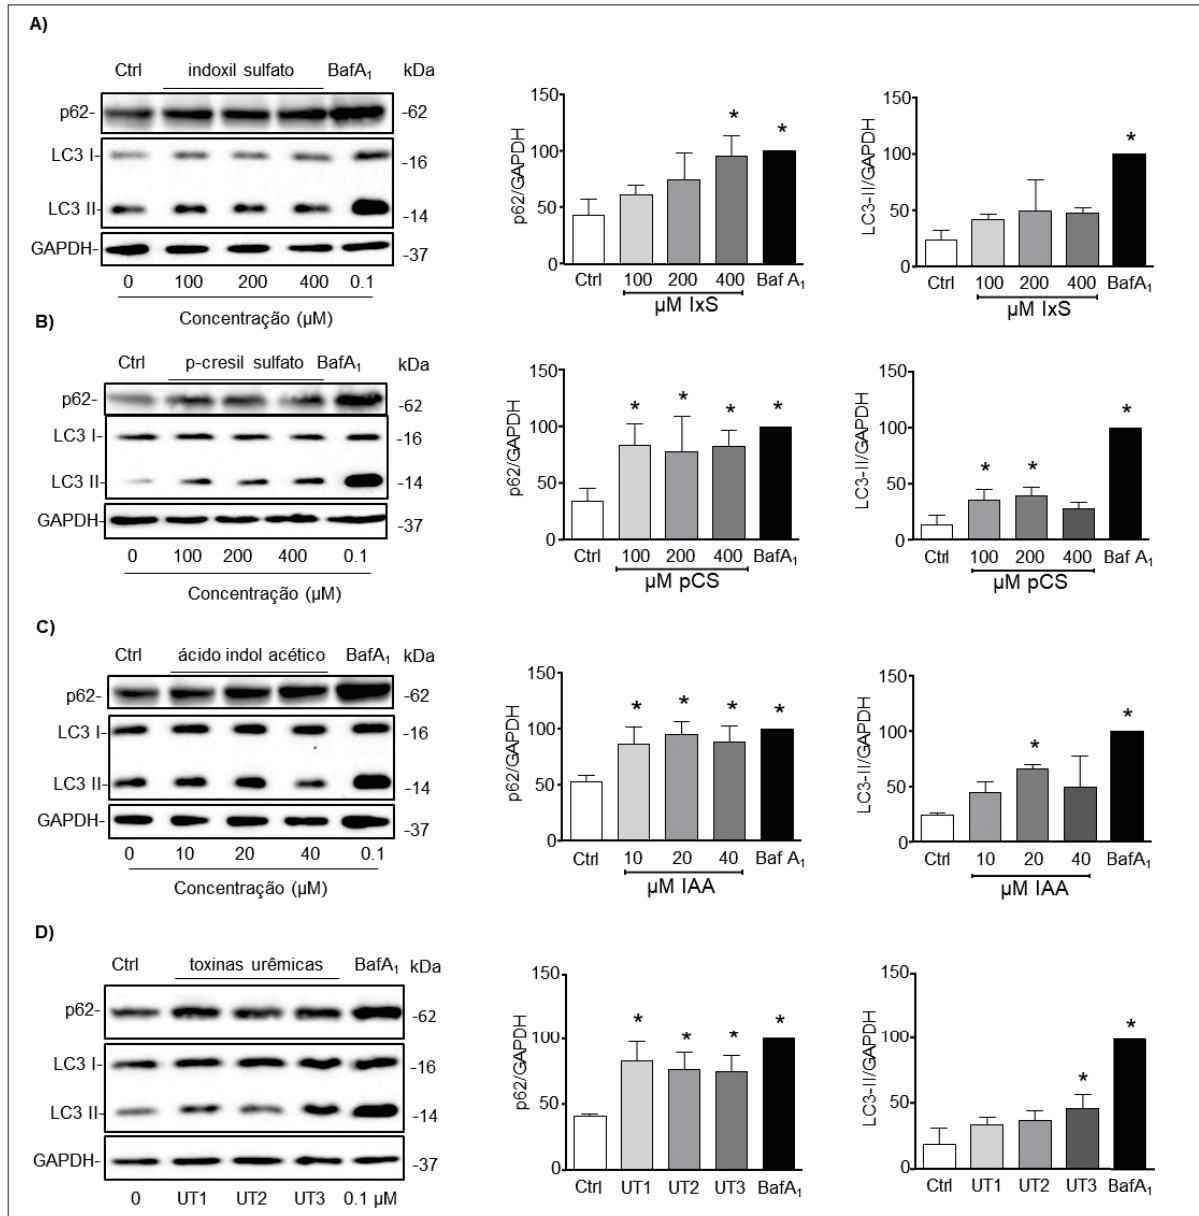 A)
Ctrl indoxil sulfato BafA₁ kDa
p62- -62
LC3 I- -16
LC3 II- -14
GAPDH- -37
0 100 200 400 0.1
Concentração (µM)
150
100
50
0
p62/GAPDH
* *
Ctrl 100 200 400 Baf A₁
µM IxS
150
100
50
0
LC3-II/GAPDH
*
Ctrl 100 200 400 BafA₁
µM IxS
B)
Ctrl p-cresil sulfato BafA₁ kDa
p62- -62
LC3 I- -16
LC3 II- -14
GAPDH- -37
0 100 200 400 0.1
Concentração (µM)
150
100
50
0
p62/GAPDH
* * * *
Ctrl 100 200 400 BafA₁
µM pCS
150
100
50
0
LC3-II/GAPDH
* * *
Ctrl 100 200 400 Baf A₁
µM pCS
C)
Ctrl ácido indol acético BafA₁ kDa
p62- -62
LC3 I- -16
LC3 II- -14
GAPDH- -37
0 10 20 40 0.1
Concentração (µM)
150
100
50
0
p62/GAPDH
* * * *
Ctrl 10 20 40 Baf A₁
µM IAA
150
100
50
0
LC3-II/GAPDH
* *
Ctrl 10 20 40 BafA₁
µM IAA
D)
Ctrl toxinas urêmicas BafA₁ kDa
p62- -62
LC3 I- -16
LC3 II- -14
GAPDH- -37
0 UT1 UT2 UT3 0.1 µM
150
100
50
0
p62/GAPDH
* * * *
Ctrl UT1 UT2 UT3 BafA₁
150
100
50
0
LC3-II/GAPDH
* *
Ctrl UT1 UT2 UT3 BafA₁